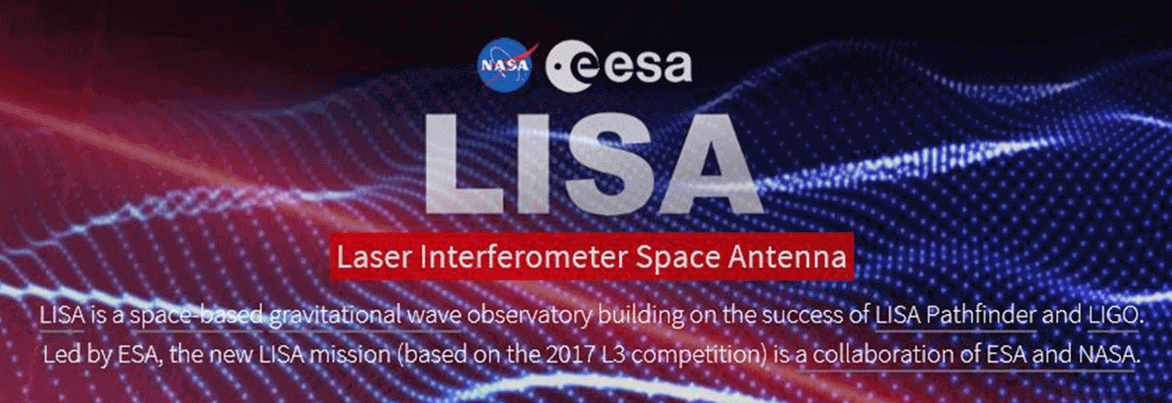 NASA eesa
LISA
Laser Interferometer Space Antenna
LISA is a space-based gravitational wave observatory building on the success of LISA Pathfinder and LIGO.
Led by ESA, the new LISA mission (based on the 2017 L3 competition) is a collaboration of ESA and NASA.